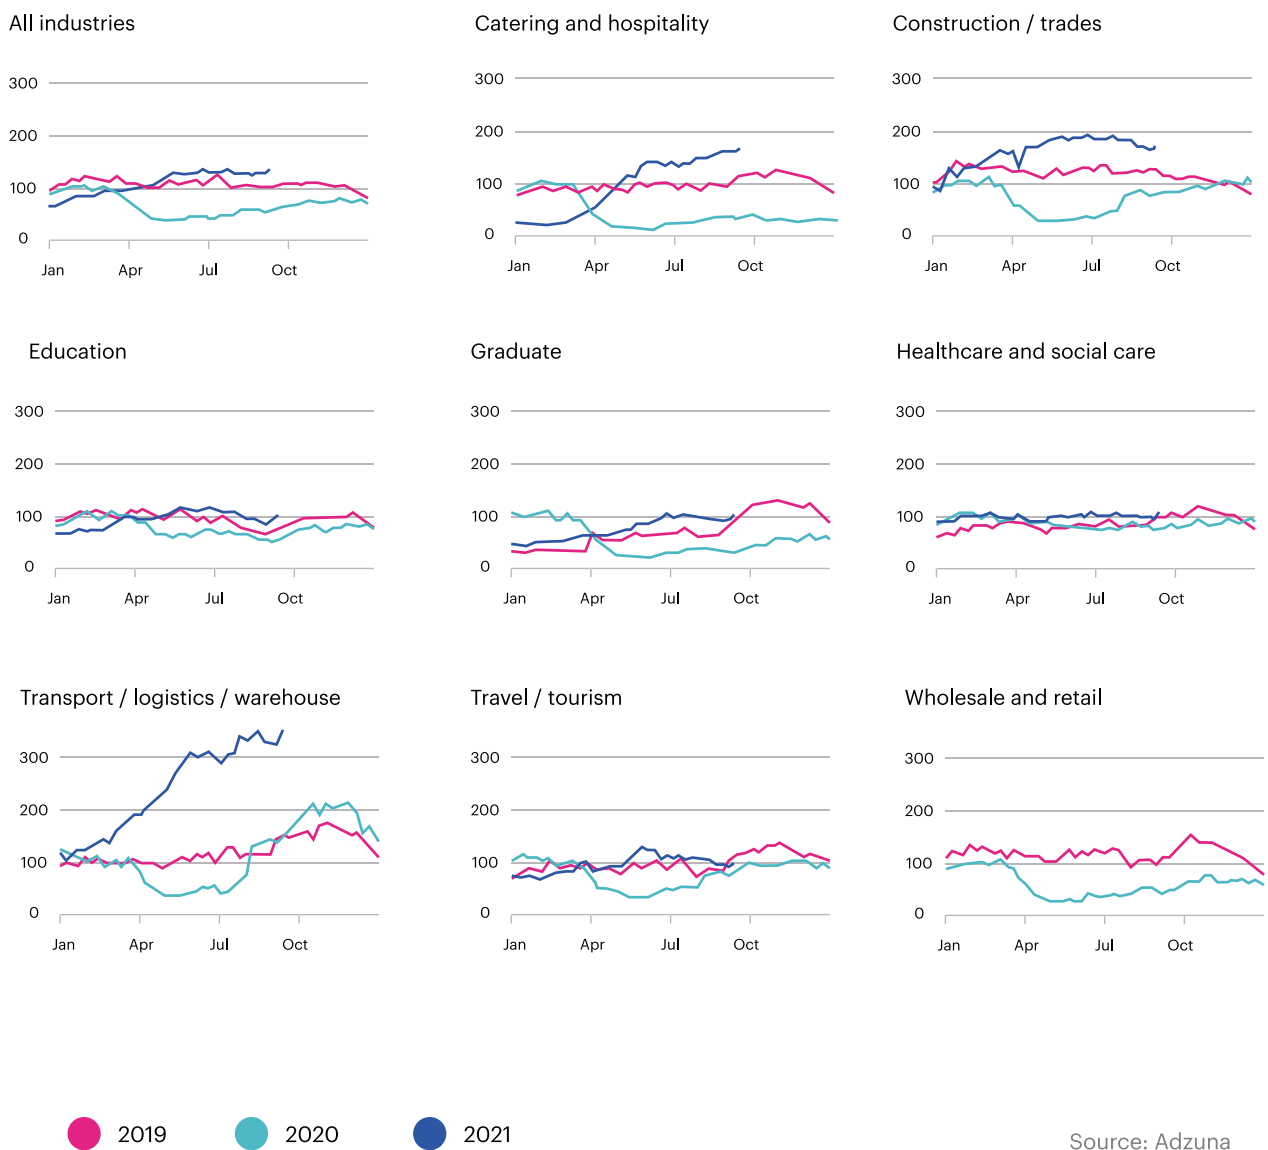 All industries
300
200
100
0
Jan Apr Jul Oct
Catering and hospitality
300
200
100
0
Jan Apr Jul Oct
Construction / trades
300
200
100
0
Jan Apr Jul Oct
Education
300
200
100
0
Jan Apr Jul Oct
Graduate
300
200
100
0
Jan Apr Jul Oct
Healthcare and social care
300
200
100
0
Jan Apr Jul Oct
Transport / logistics / warehouse
300
200
100
0
Jan Apr Jul Oct
Travel / tourism
300
200
100
0
Jan Apr Jul Oct
Wholesale and retail
300
200
100
0
Jan Apr Jul Oct
2019 2020 2021
Source: Adzuna